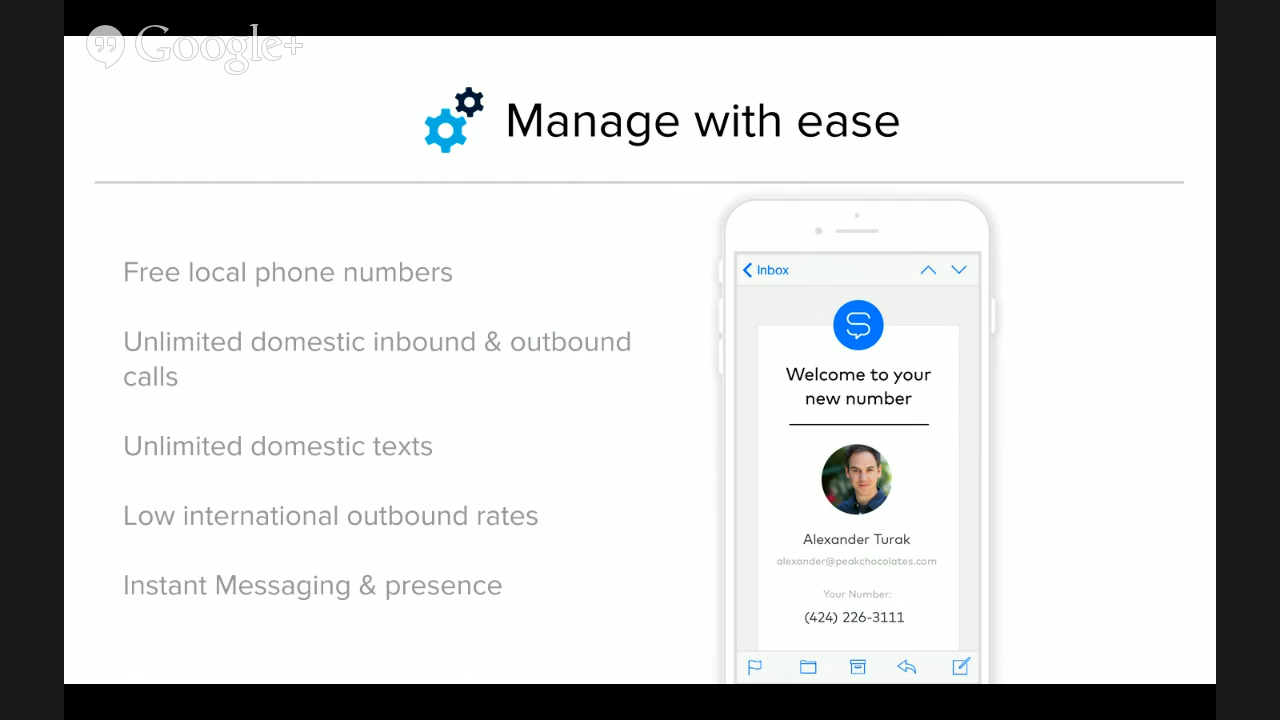 Google+
Manage with ease
Free local phone numbers
Unlimited domestic inbound & outbound
calls
Unlimited domestic texts
Low international outbound rates
Instant Messaging & presence
Inbox
Welcome to your
new number
Alexander Turak
alexander@peakchocolates.com
Your Number:
(424) 226-3111